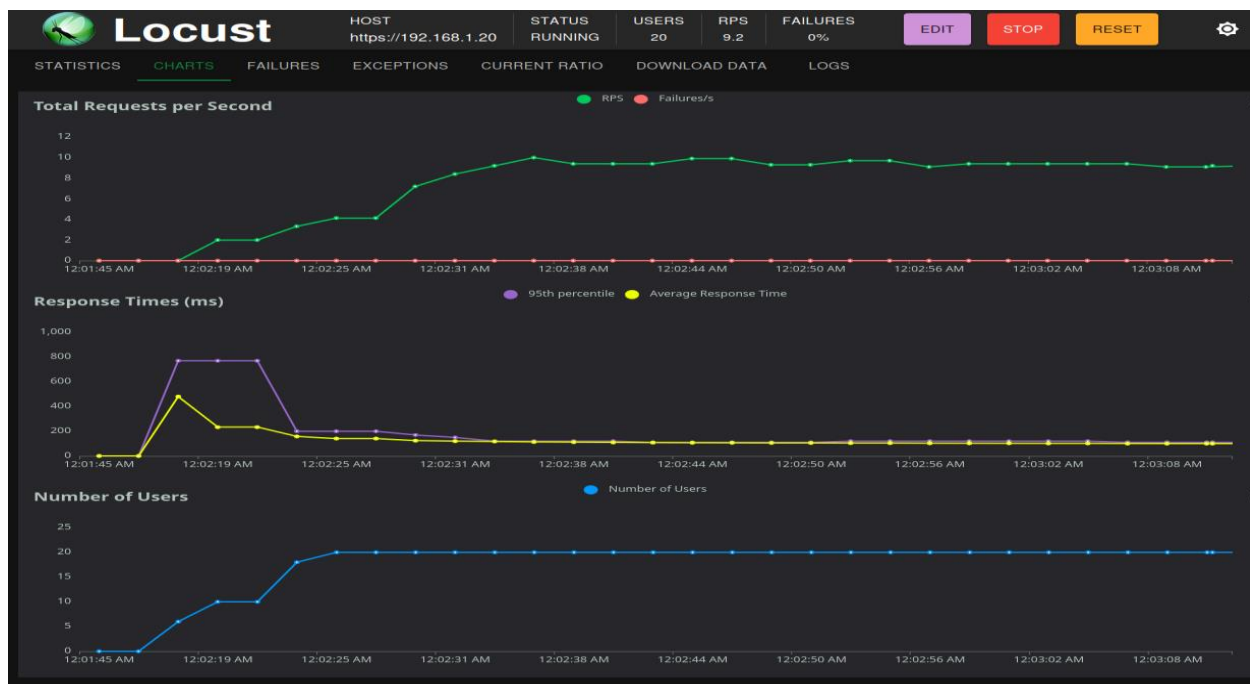 Locust
HOST
https://192.168.1.20
STATUS
RUNNING
USERS
20
RPS
9.2
FAILURES
0%
EDIT
STOP
RESET
STATISTICS CHARTS FAILURES EXCEPTIONS CURRENT RATIO DOWNLOAD DATA LOGS
Total Requests per Second
RPS Failures/s
12
10
8
6
4
2
0
12:01:45 AM 12:02:19 AM 12:02:25 AM 12:02:31 AM 12:02:38 AM 12:02:44 AM 12:02:50 AM 12:02:56 AM 12:03:02 AM 12:03:08 AM
Response Times (ms)
95th percentile Average Response Time
1,000
800
600
400
200
0
12:01:45 AM 12:02:19 AM 12:02:25 AM 12:02:31 AM 12:02:38 AM 12:02:44 AM 12:02:50 AM 12:02:56 AM 12:03:02 AM 12:03:08 AM
Number of Users
Number of Users
25
20
15
10
5
0
12:01:45 AM 12:02:19 AM 12:02:25 AM 12:02:31 AM 12:02:38 AM 12:02:44 AM 12:02:50 AM 12:02:56 AM 12:03:02 AM 12:03:08 AM